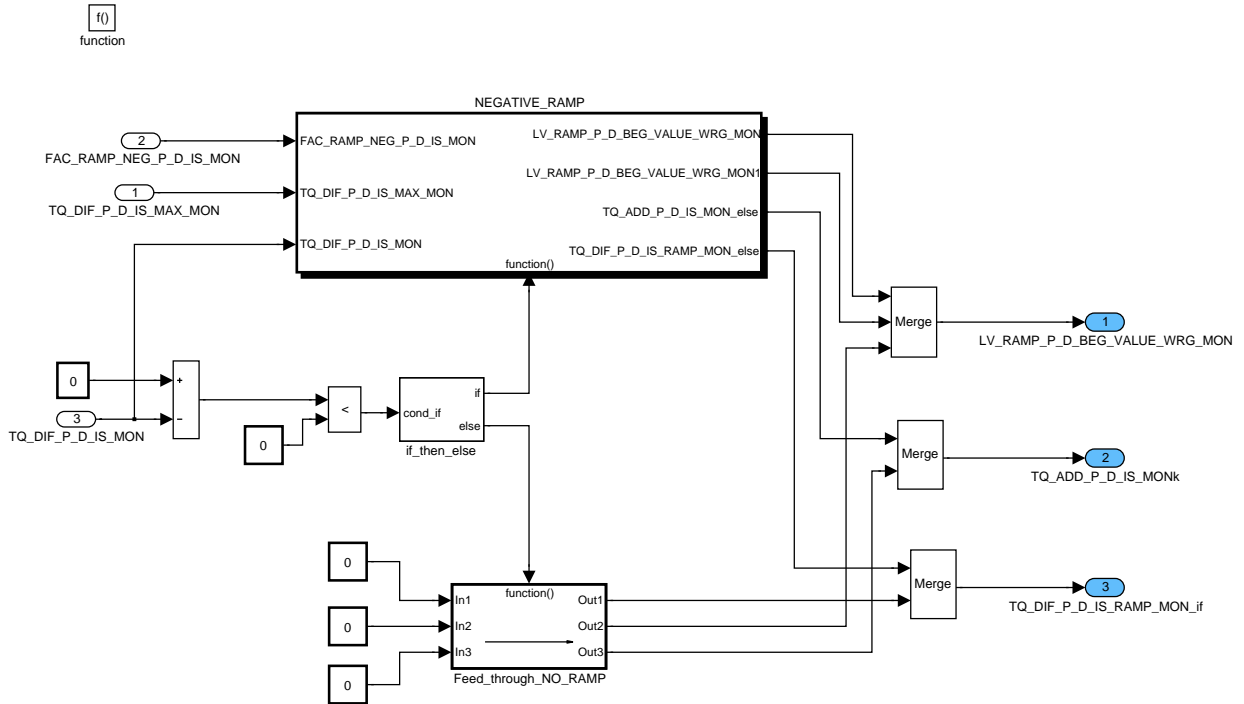 f()
function
NEGATIVE_RAMP
2
FAC_RAMP_NEG_P_D_IS_MON
1
TQ_DIF_P_D_IS_MAX_MON
FAC_RAMP_NEG_P_D_IS_MON
TQ_DIF_P_D_IS_MAX_MON
TQ_DIF_P_D_IS_MON
LV_RAMP_P_D_BEG_VALUE_WRG_MON
LV_RAMP_P_D_BEG_VALUE_WRG_MON1
TQ_ADD_P_D_IS_MON_else
TQ_DIF_P_D_IS_RAMP_MON_else
function()
Merge
1
LV_RAMP_P_D_BEG_VALUE_WRG_MON
0
+
−
3
TQ_DIF_P_D_IS_MON
0
<
cond_if
if
else
if_then_else
Merge
2
TQ_ADD_P_D_IS_MONk
0
0
0
function()
In1
In2
In3
Out1
Out2
Out3
Feed_through_NO_RAMP
Merge
3
TQ_DIF_P_D_IS_RAMP_MON_if